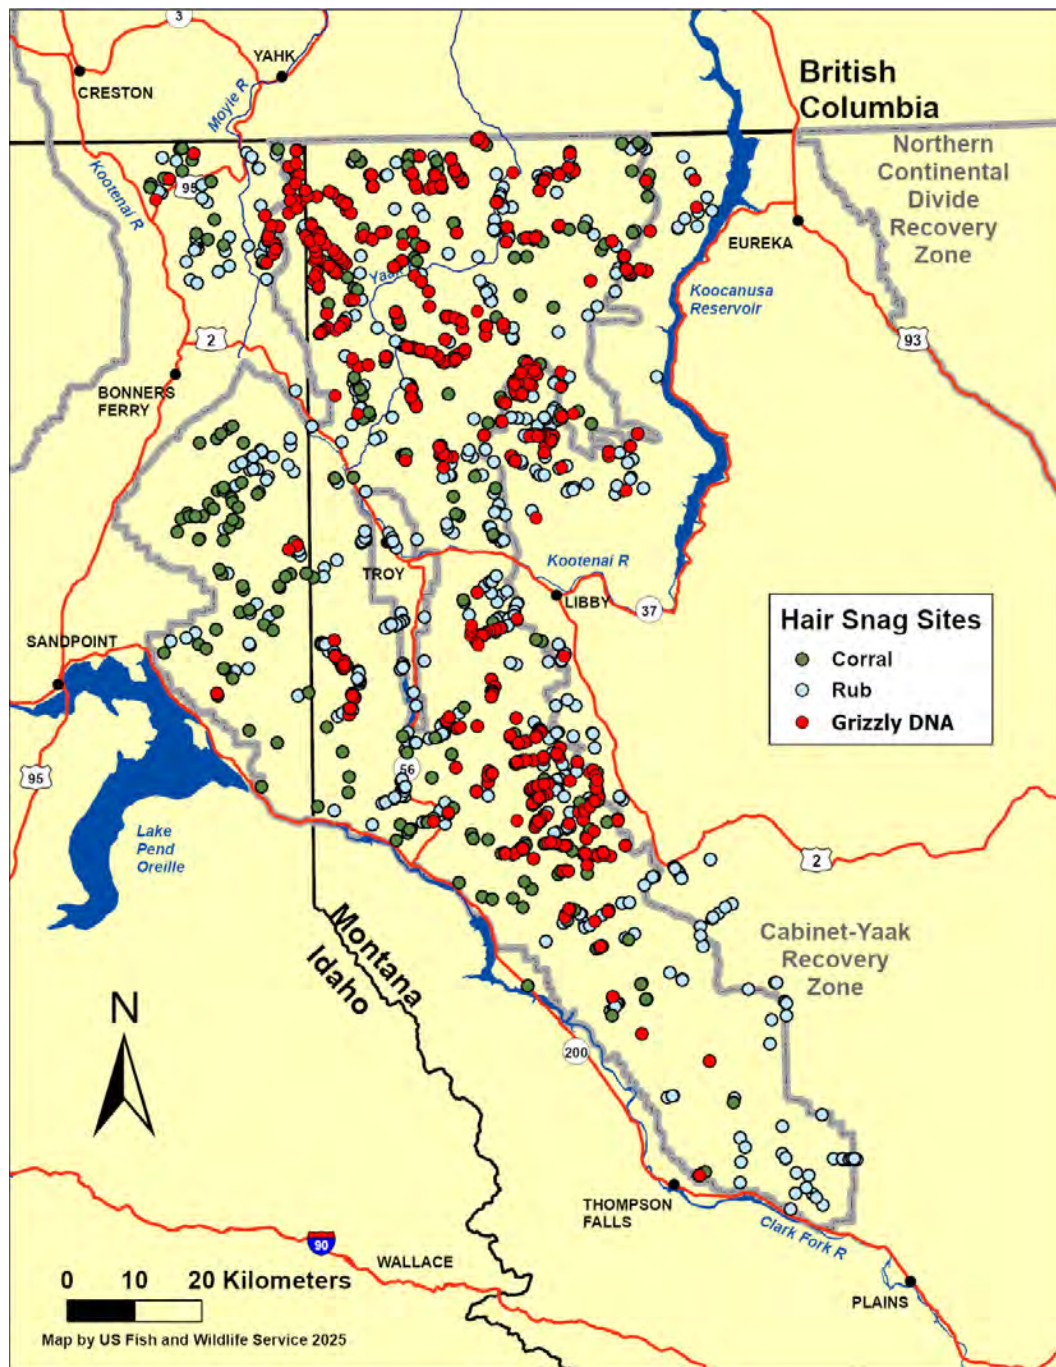 3
YAHK
CRESTON
Moyie R
British
Columbia
Northern
Continental
Divide
Recovery
Zone
Kootenai R
95
EUREKA
Yaak
Koocanusa
Reservoir
2
93
BONNERS
FERRY
TROY
Kootenai R
LIBBY
37
Hair Snag Sites
Corral
Rub
Grizzly DNA
SANDPOINT
56
95
Lake
Pend
Oreille
2
Montana
Idaho
Cabinet-Yaak
Recovery
Zone
N
200
THOMPSON
FALLS
Clark Fork R
90
WALLACE
PLAINS
0 10 20 Kilometers
Map by US Fish and Wildlife Service 2025